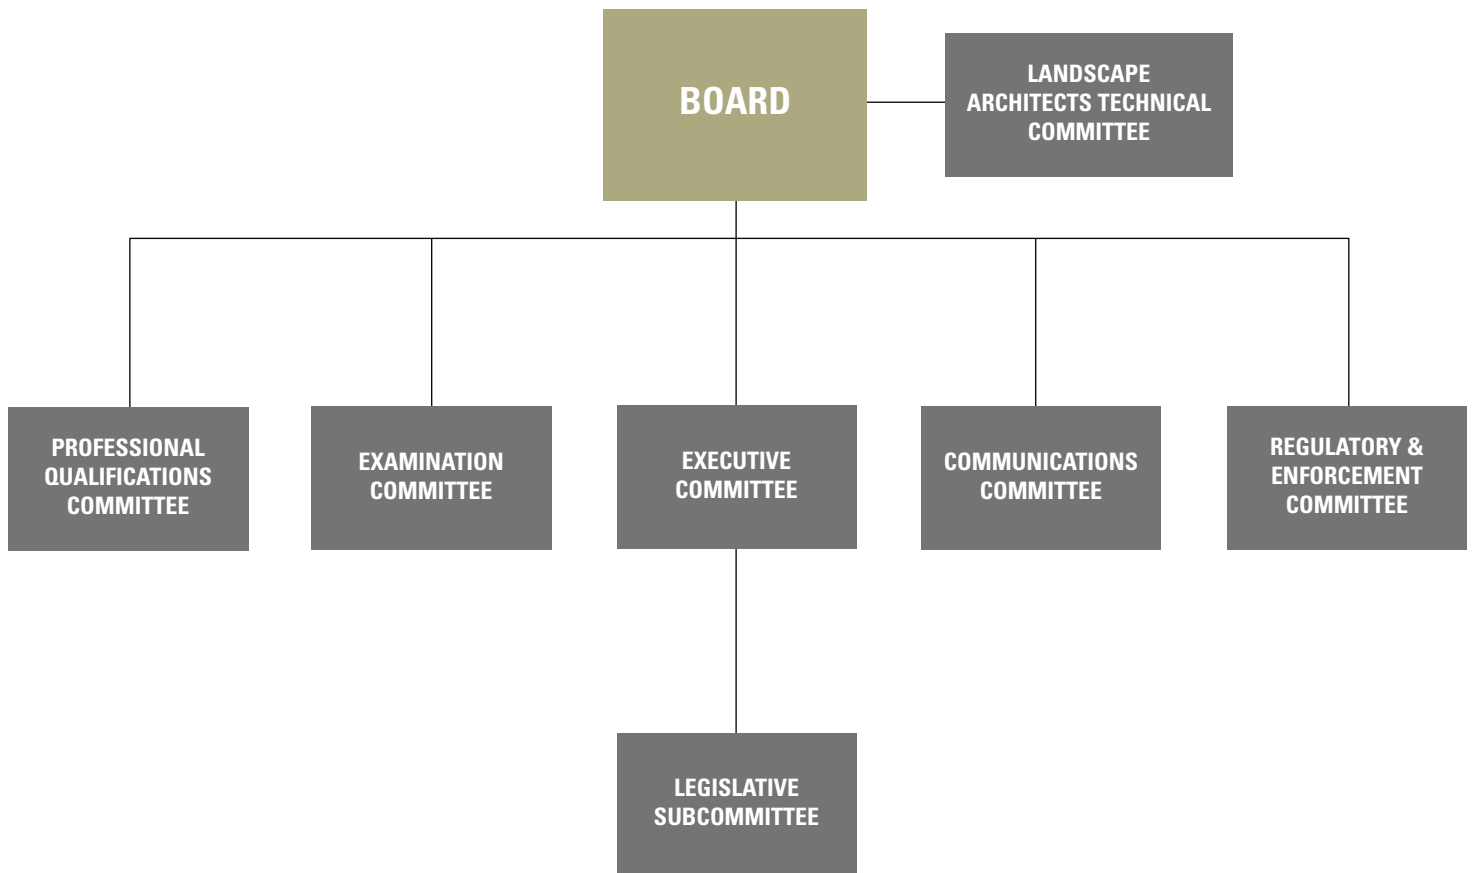 BOARD
LANDSCAPE
ARCHITECTS TECHNICAL
COMMITTEE
PROFESSIONAL
QUALIFICATIONS
COMMITTEE
EXAMINATION
COMMITTEE
EXECUTIVE
COMMITTEE
COMMUNICATIONS
COMMITTEE
REGULATORY &
ENFORCEMENT
COMMITTEE
LEGISLATIVE
SUBCOMMITTEE